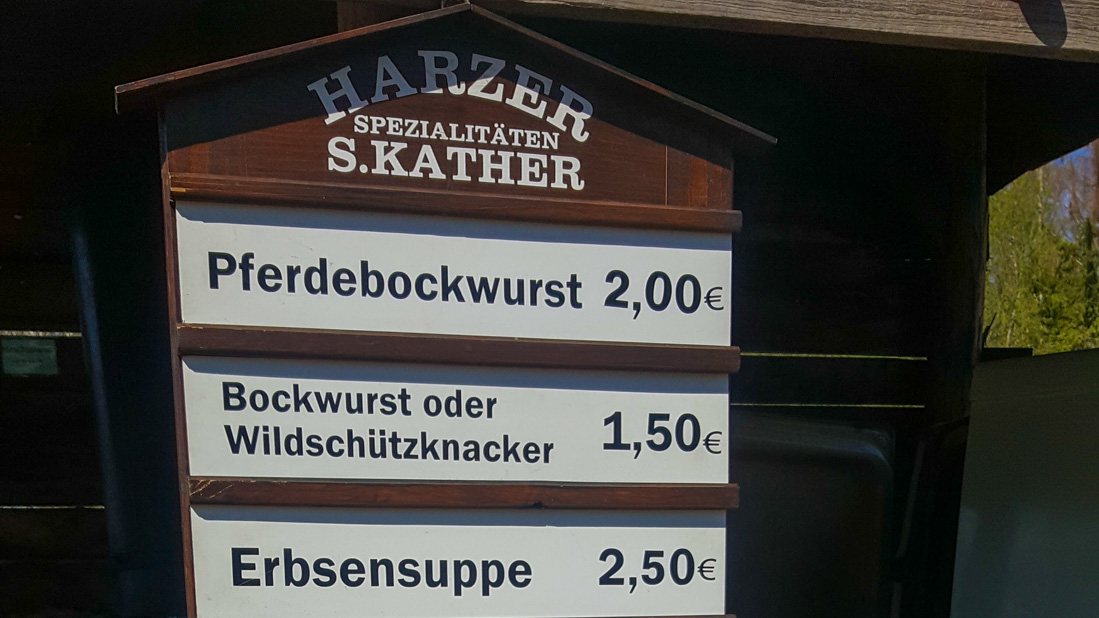 HARZER
SPEZIALITÄTEN
S.KATHER
Pferdebockwurst 2,00€
Bockwurst oder
Wildschützknacker 1,50€
Erbsensuppe 2,50€